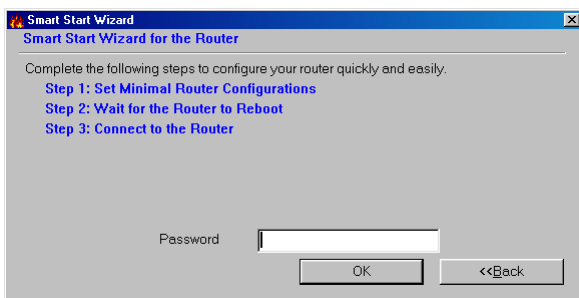 Smart Start Wizard
Smart Start Wizard for the Router
Complete the following steps to configure your router quickly and easily.
Step 1: Set Minimal Router Configurations
Step 2: Wait for the Router to Reboot
Step 3: Connect to the Router
Password
OK
<<Back